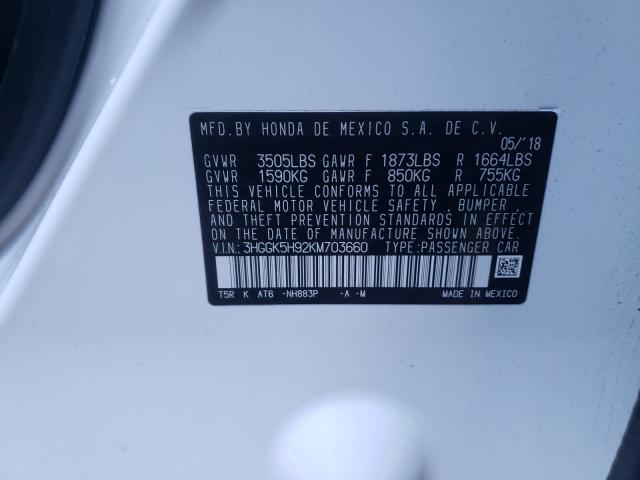 MFD.BY HONDA DE MEXICO S.A. DE C.V.
05/'18
GVWR 3505LBS GAWR F 1873LBS R 1664LBS
GVWR 1590KG GAWR F 850KG R 755KG
THIS VEHICLE CONFORMS TO ALL APPLICABLE
FEDERAL MOTOR VEHICLE SAFETY , BUMPER ,
AND THEFT PREVENTION STANDARDS IN EFFECT
ON THE DATE OF MANUFACTURE SHOWN ABOVE.
V.I.N.: 3HGGK5H92KM703660 TYPE:PASSENGER CAR
T5R K AT6 -NH883P -A -M MADE IN MEXICO